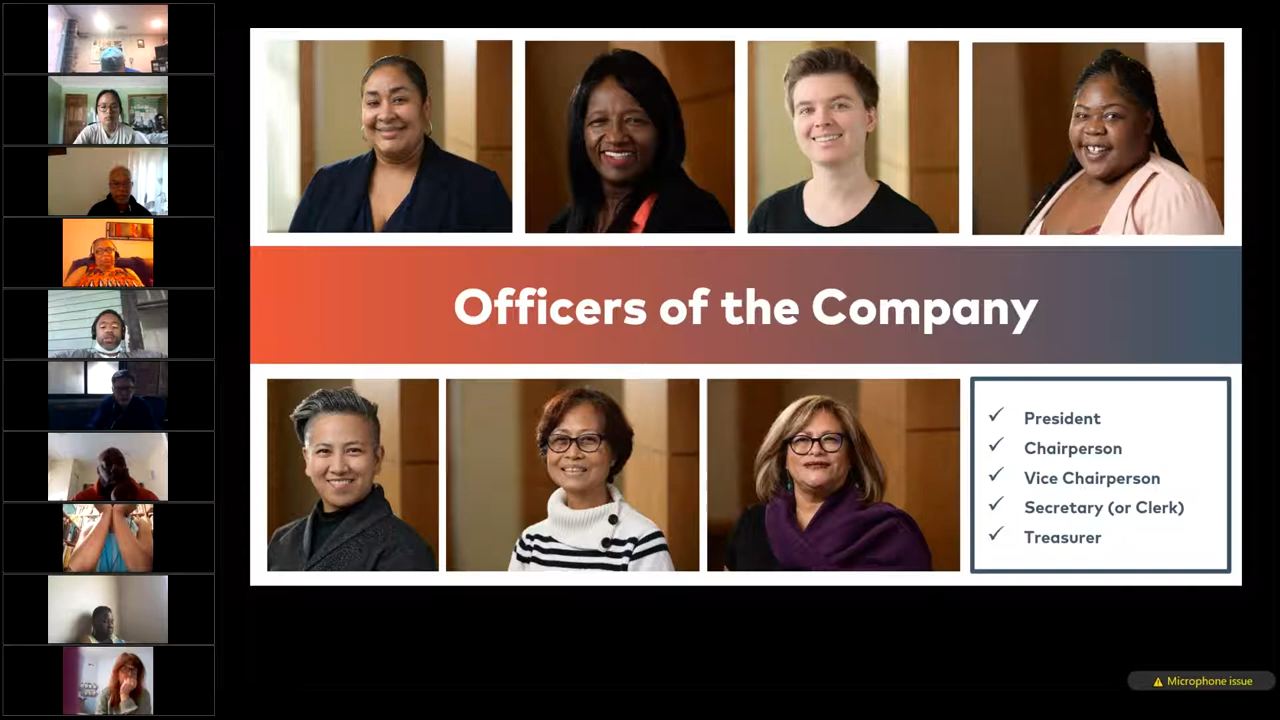 Officers of the Company
✓ President
✓ Chairperson
✓ Vice Chairperson
✓ Secretary (or Clerk)
✓ Treasurer
Microphone issue